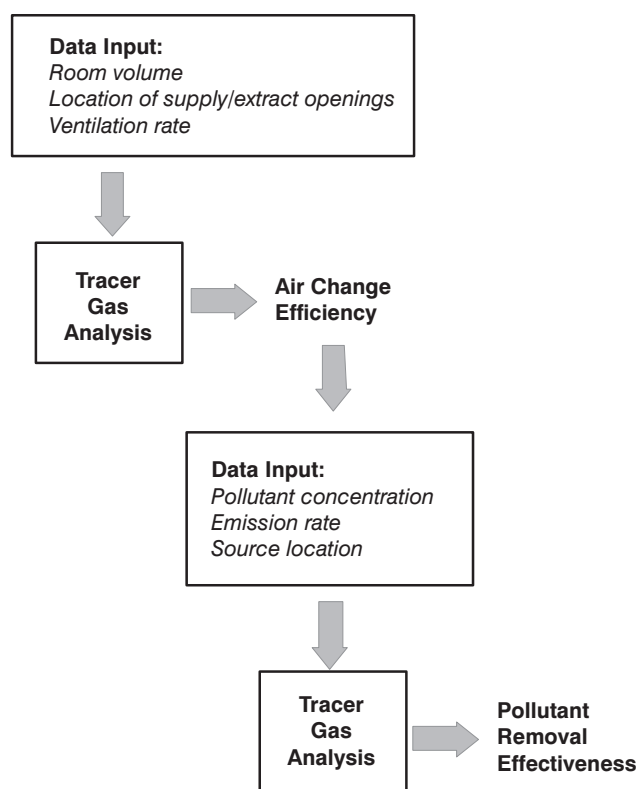 Data Input:
Room volume
Location of supply/extract openings
Ventilation rate
Tracer
Gas
Analysis
Air Change
Efficiency
Data Input:
Pollutant concentration
Emission rate
Source location
Tracer
Gas
Analysis
Pollutant
Removal
Effectiveness